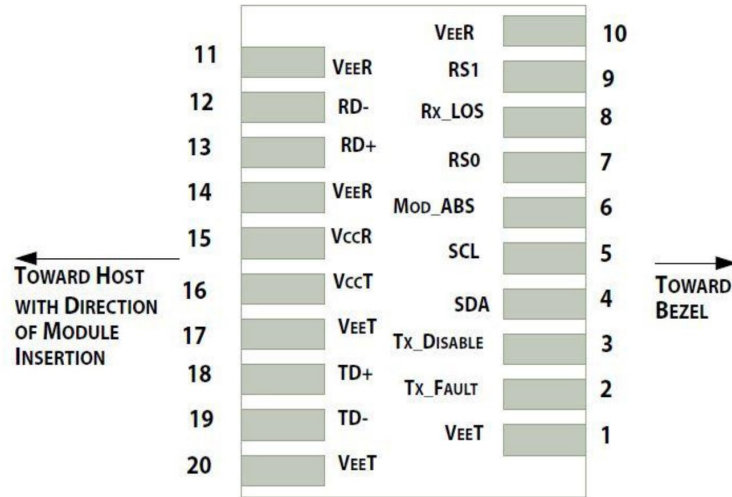 11 VEER
12 RD-
13 RD+
14 VEER
15 VCCR
16 VCCT
17 VEET
18 TD+
19 TD-
20 VEET
VEER 10
RS1 9
RX_LOS 8
RS0 7
MOD_ABS 6
SCL 5
SDA 4
TX_DISABLE 3
TX_FAULT 2
VEET 1
TOWARD HOST
WITH DIRECTION
OF MODULE
INSERTION
TOWARD
BEZEL